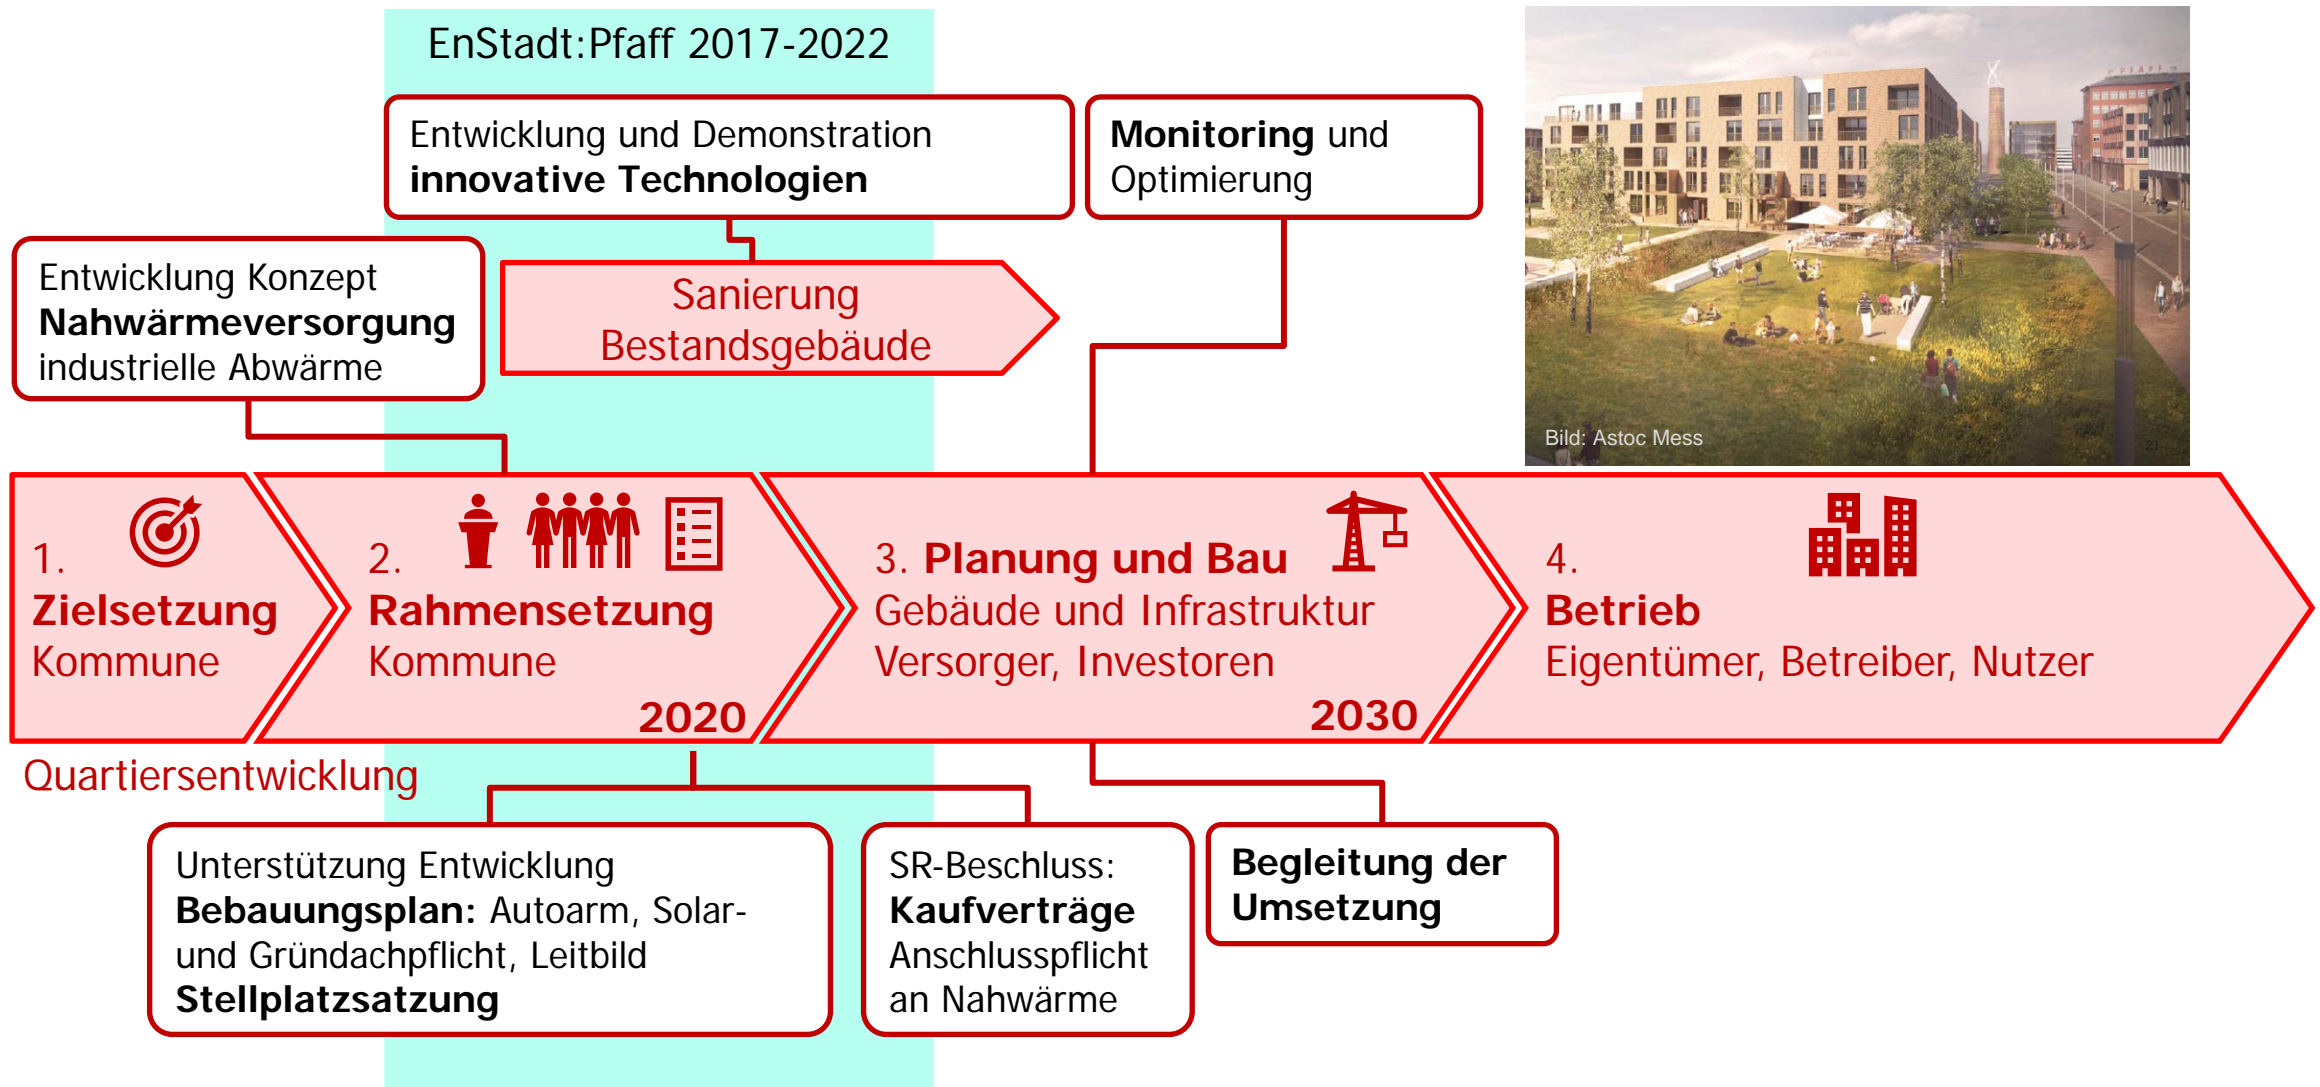 EnStadt:Pfaff 2017-2022
Entwicklung und Demonstration
innovative Technologien
Monitoring und
Optimierung
Entwicklung Konzept
Nahwärmeversorgung
industrielle Abwärme
Sanierung
Bestandsgebäude
PFAFF
Bild: Astoc Mess
21
1.
Zielsetzung
Kommune
2.
Rahmensetzung
Kommune
2020
3. Planung und Bau
Gebäude und Infrastruktur
Versorger, Investoren
2030
4.
Betrieb
Eigentümer, Betreiber, Nutzer
Quartiersentwicklung
Unterstützung Entwicklung
Bebauungsplan: Autoarm, Solar-
und Gründachpflicht, Leitbild
Stellplatzsatzung
SR-Beschluss:
Kaufverträge
Anschlusspflicht
an Nahwärme
Begleitung der
Umsetzung